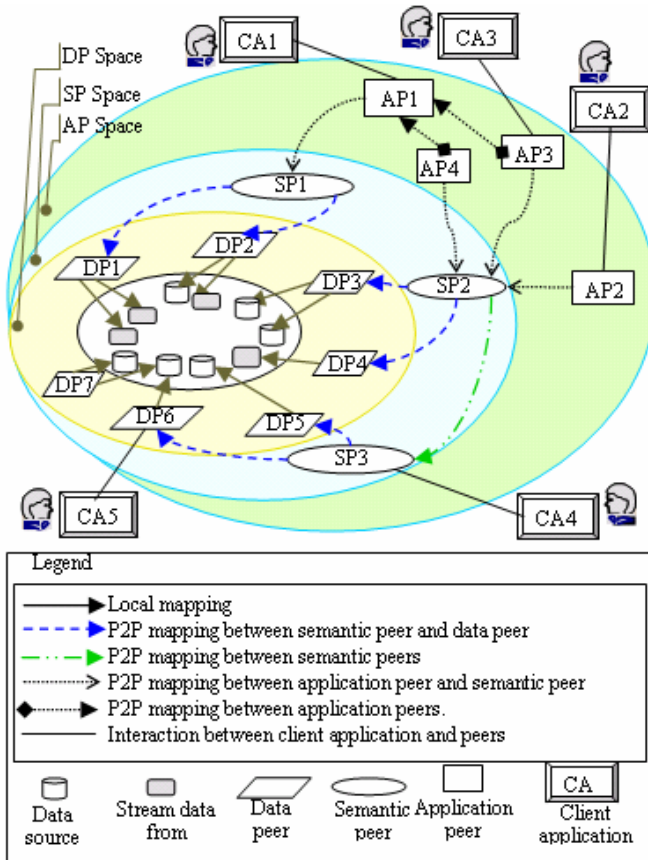 CA1
CA3
CA2
DP Space
SP Space
AP Space
AP1
AP4
AP3
SP1
DP2
DP1
DP3
SP2
AP2
DP4
DP7
DP6
DP5
SP3
CA5
CA4
Legend
Local mapping
P2P mapping between semantic peer and data peer
P2P mapping between semantic peers
P2P mapping between application peer and semantic peer
P2P mapping between application peers.
Interaction between client application and peers
CA
Data source
Stream data from
Data peer
Semantic peer
Application peer
Client application